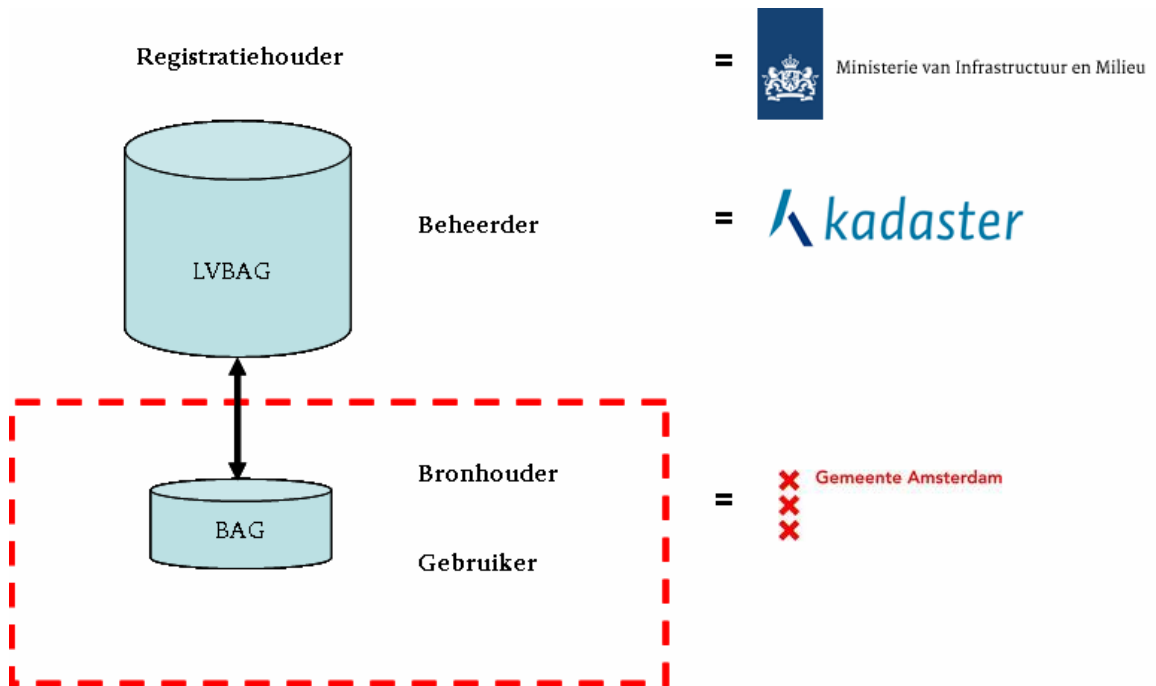 Registratiehouder
=
Ministerie van Infrastructuur en Milieu
LVBAG
Beheerder
=
kadaster
BAG
Bronhouder
Gebruiker
=
Gemeente Amsterdam